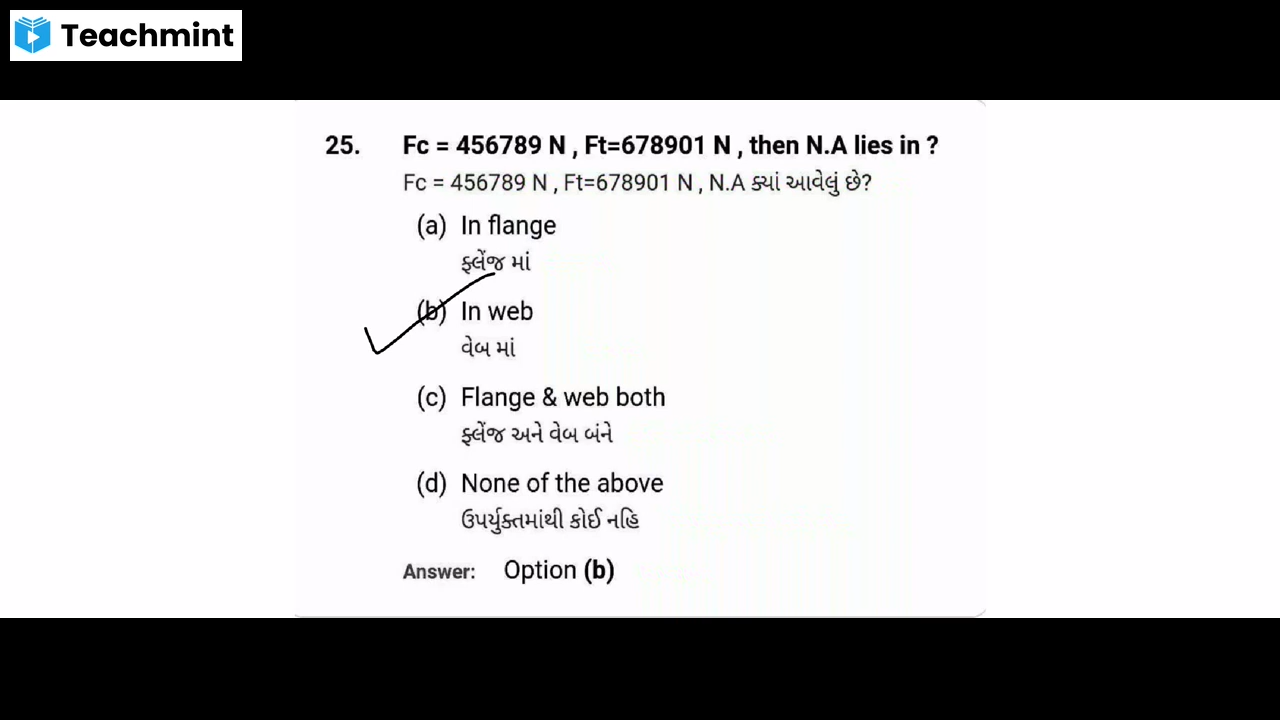 Teachmint
25. Fc = 456789 N , Ft=678901 N , then N.A lies in ?
Fc = 456789 N , Ft=678901 N , N.A ક્યાં આવેલું છે?
(a) In flange
ફ્લેંજ માં
(b) In web
વેબ માં
(c) Flange & web both
ફ્લેંજ અને વેબ બંને
(d) None of the above
ઉપર્યુક્તમાંથી કોઈ નહિ
Answer: Option (b)